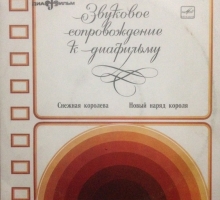 Звуковое
сопровождение
к диафильму
Снежная королева Новый наряд короля